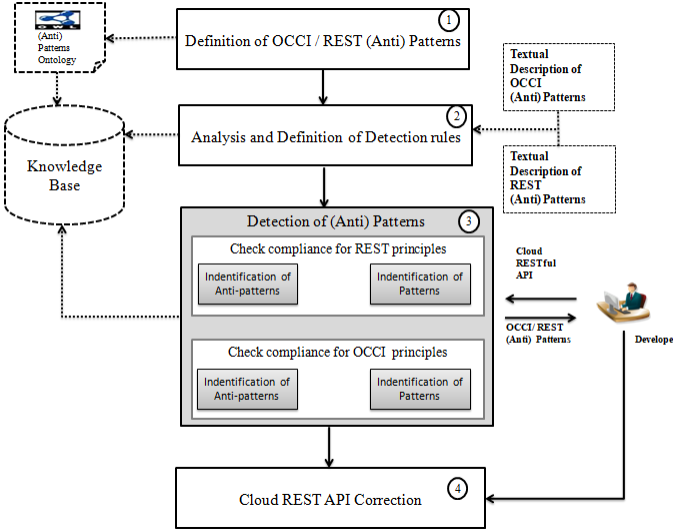 1
Definition of OCCI / REST (Anti) Patterns
OWL
(Anti)
Patterns
Ontology
Textual
Description of
OCCI
(Anti) Patterns
2
Analysis and Definition of Detection rules
Knowledge
Base
Textual
Description of
REST
(Anti) Patterns
Detection of (Anti) Patterns
3
Check compliance for REST principles
Indentification of
Anti-patterns
Indentification of
Patterns
Cloud
RESTful
API
OCCI/ REST
(Anti) Patterns
Develope
Check compliance for OCCI principles
Indentification of
Anti-patterns
Indentification of
Patterns
Cloud REST API Correction
4